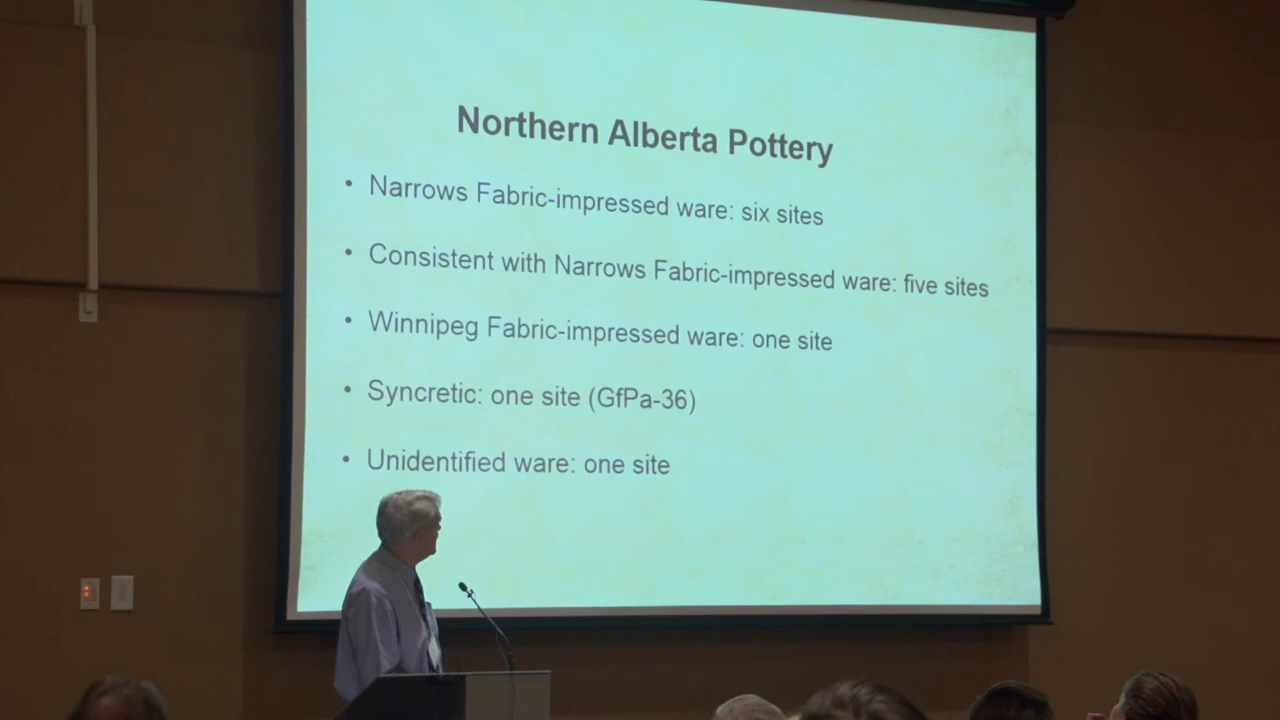 Northern Alberta Pottery
• Narrows Fabric-impressed ware: six sites
• Consistent with Narrows Fabric-impressed ware: five sites
• Winnipeg Fabric-impressed ware: one site
• Syncretic: one site (GfPa-36)
• Unidentified ware: one site